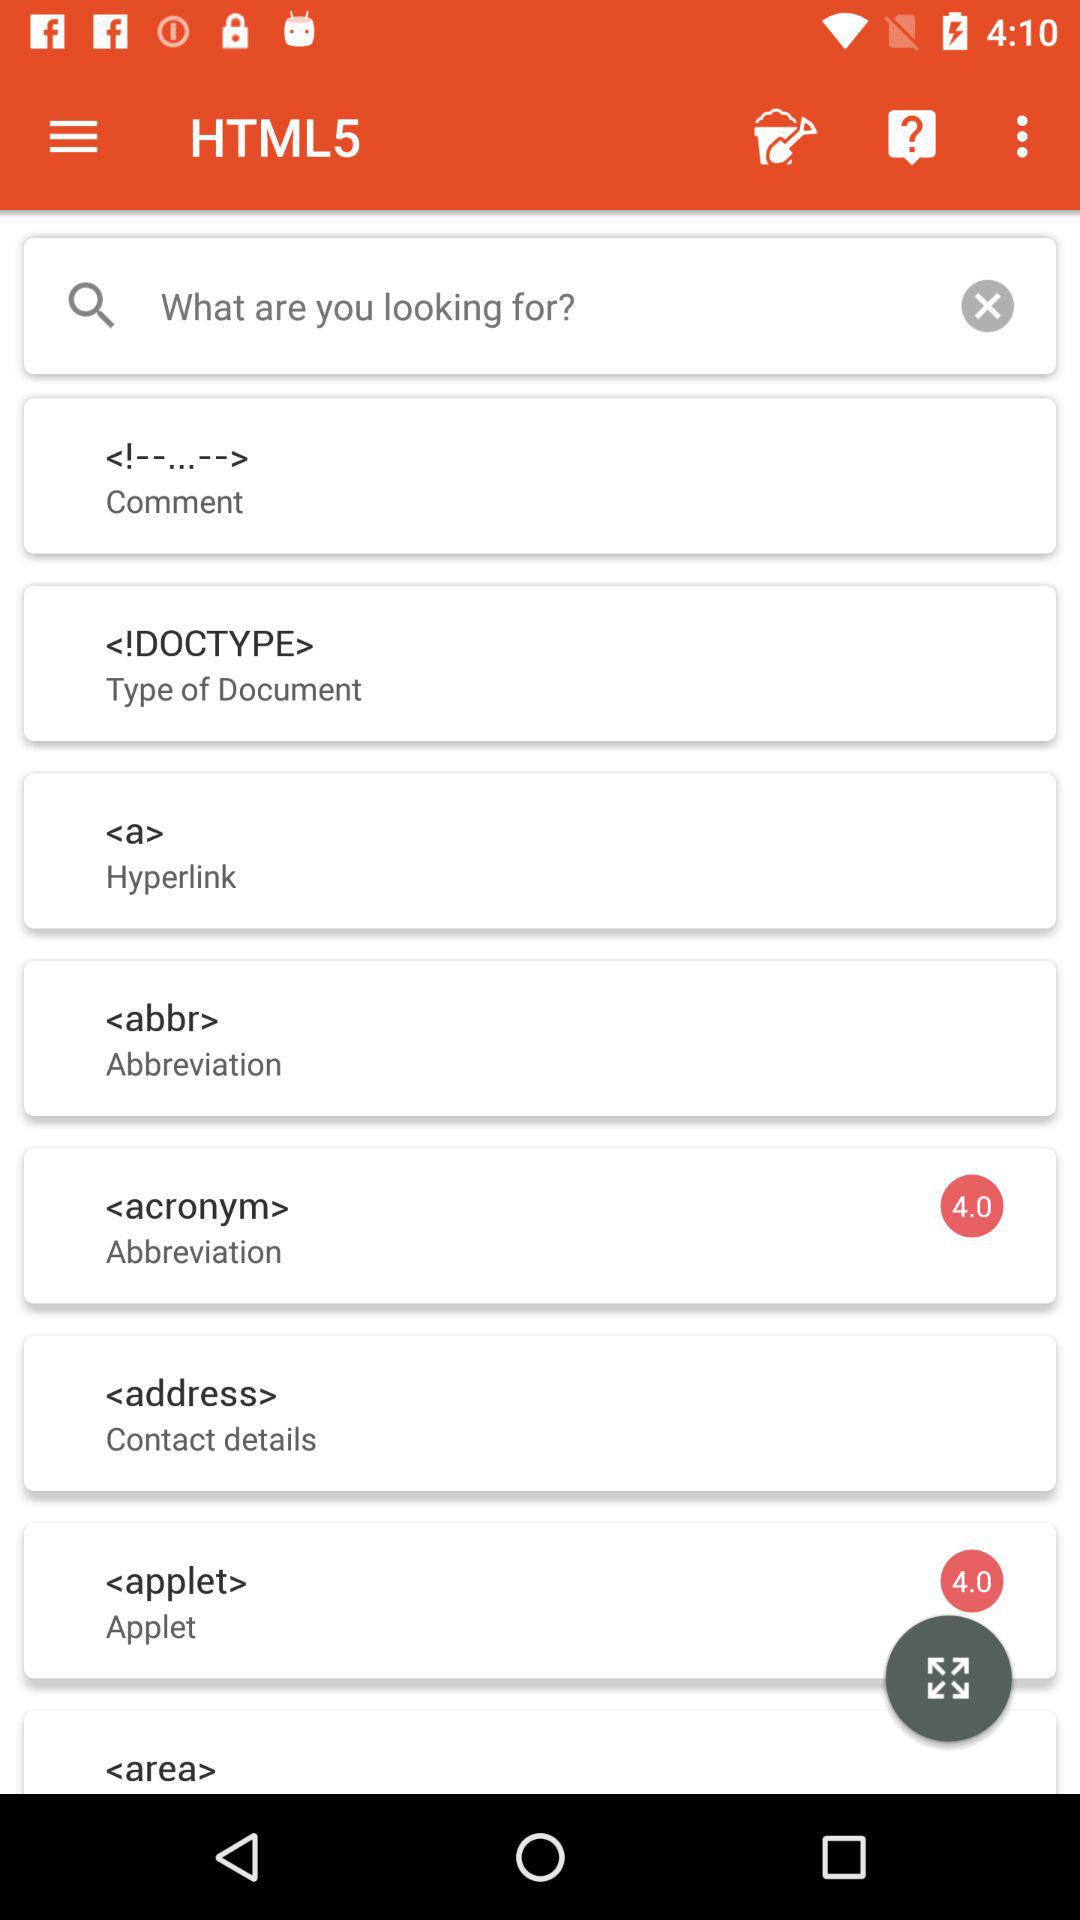 4:10
HTML5
What are you looking for?
<!--...-->
Comment
<!DOCTYPE>
Type of Document
<a>
Hyperlink
<abbr>
Abbreviation
<acronym>
4.0
Abbreviation
<address>
Contact details
<applet>
4.0
Applet
<area>